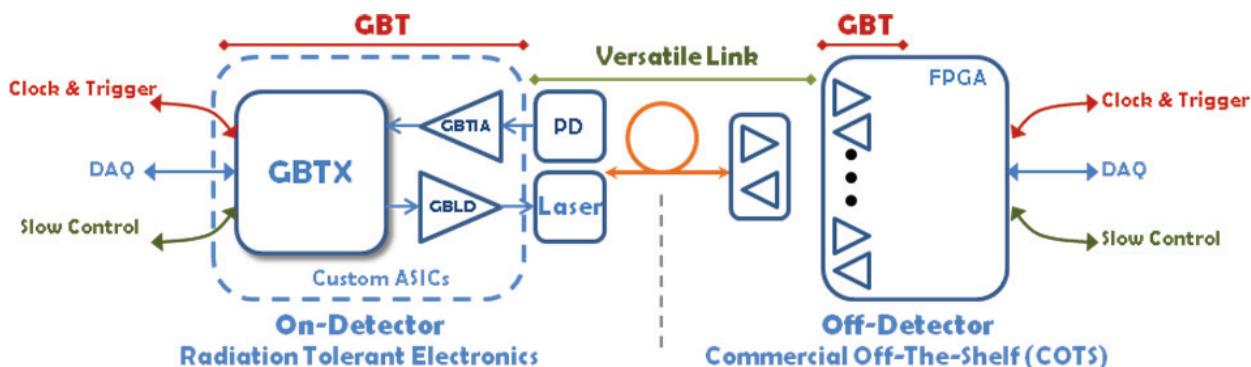 GBT
GBT
Versatile Link
FPGA
Clock & Trigger
Clock & Trigger
GBTIA
PD
DAQ
GBTX
DAQ
GBLD
Laser
Slow Control
Slow Control
Custom ASICs
On-Detector
Off-Detector
Radiation Tolerant Electronics
Commercial Off-The-Shelf (COTS)